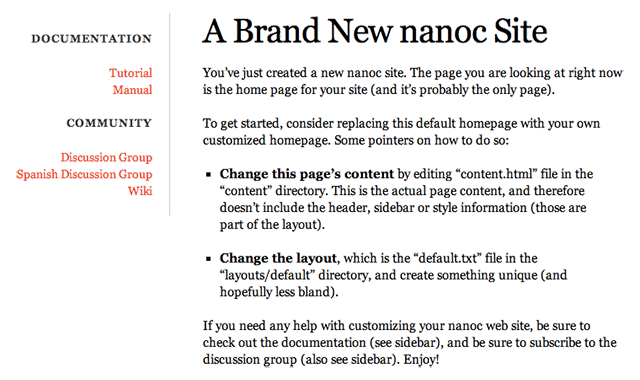 DOCUMENTATION
Tutorial
Manual
COMMUNITY
Discussion Group
Spanish Discussion Group
Wiki
A Brand New nanoc Site
You’ve just created a new nanoc site. The page you are looking at right now
is the home page for your site (and it’s probably the only page).
To get started, consider replacing this default homepage with your own
customized homepage. Some pointers on how to do so:
▪ Change this page’s content by editing “content.html” file in the
“content” directory. This is the actual page content, and therefore
doesn’t include the header, sidebar or style information (those are
part of the layout).
▪ Change the layout, which is the “default.txt” file in the
“layouts/default” directory, and create something unique (and
hopefully less bland).
If you need any help with customizing your nanoc web site, be sure to
check out the documentation (see sidebar), and be sure to subscribe to the
discussion group (also see sidebar). Enjoy!